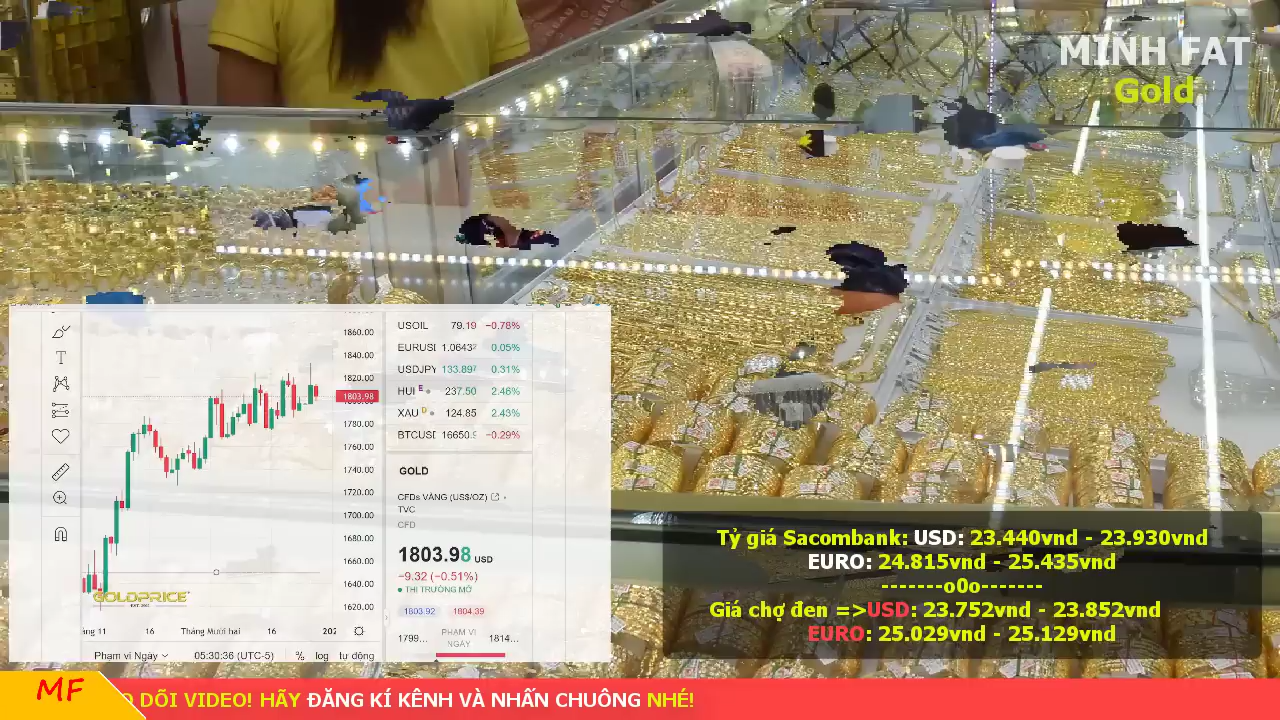 MINH FAT
Gold
1860.00
1840.00
1820.00
1803.98
1780.00
1760.00
1740.00
1720.00
1700.00
1680.00
1660.00
1640.00
1620.00
16
Tháng Mười hai
16
202
Phạm vi Ngày
05:30:36 (UTC-5)
%
log
tự động
GOLDPRICE
USOIL 79.19 −0.78%
EURUSD 1.0643 0.05%
USDJPY 133.897 0.31%
HUI E 237.50 2.46%
XAU D 124.85 2.43%
BTCUSD 16650. −0.29%
GOLD
CFDs VÀNG (US$/OZ)
TVC
CFD
1803.98 USD
−9.32 (−0.51%)
THỊ TRƯỜNG MỞ
1803.92 1804.39
1799... PHẠM VI NGÀY 1814...
Tỷ giá Sacombank: USD: 23.440vnd - 23.930vnd
EURO: 24.815vnd - 25.435vnd
-------o0o-------
Giá chợ đen =>USD: 23.752vnd - 23.852vnd
EURO: 25.029vnd - 25.129vnd
MF
DÕI VIDEO! HÃY ĐĂNG KÍ KÊNH VÀ NHẤN CHUÔNG NHÉ!